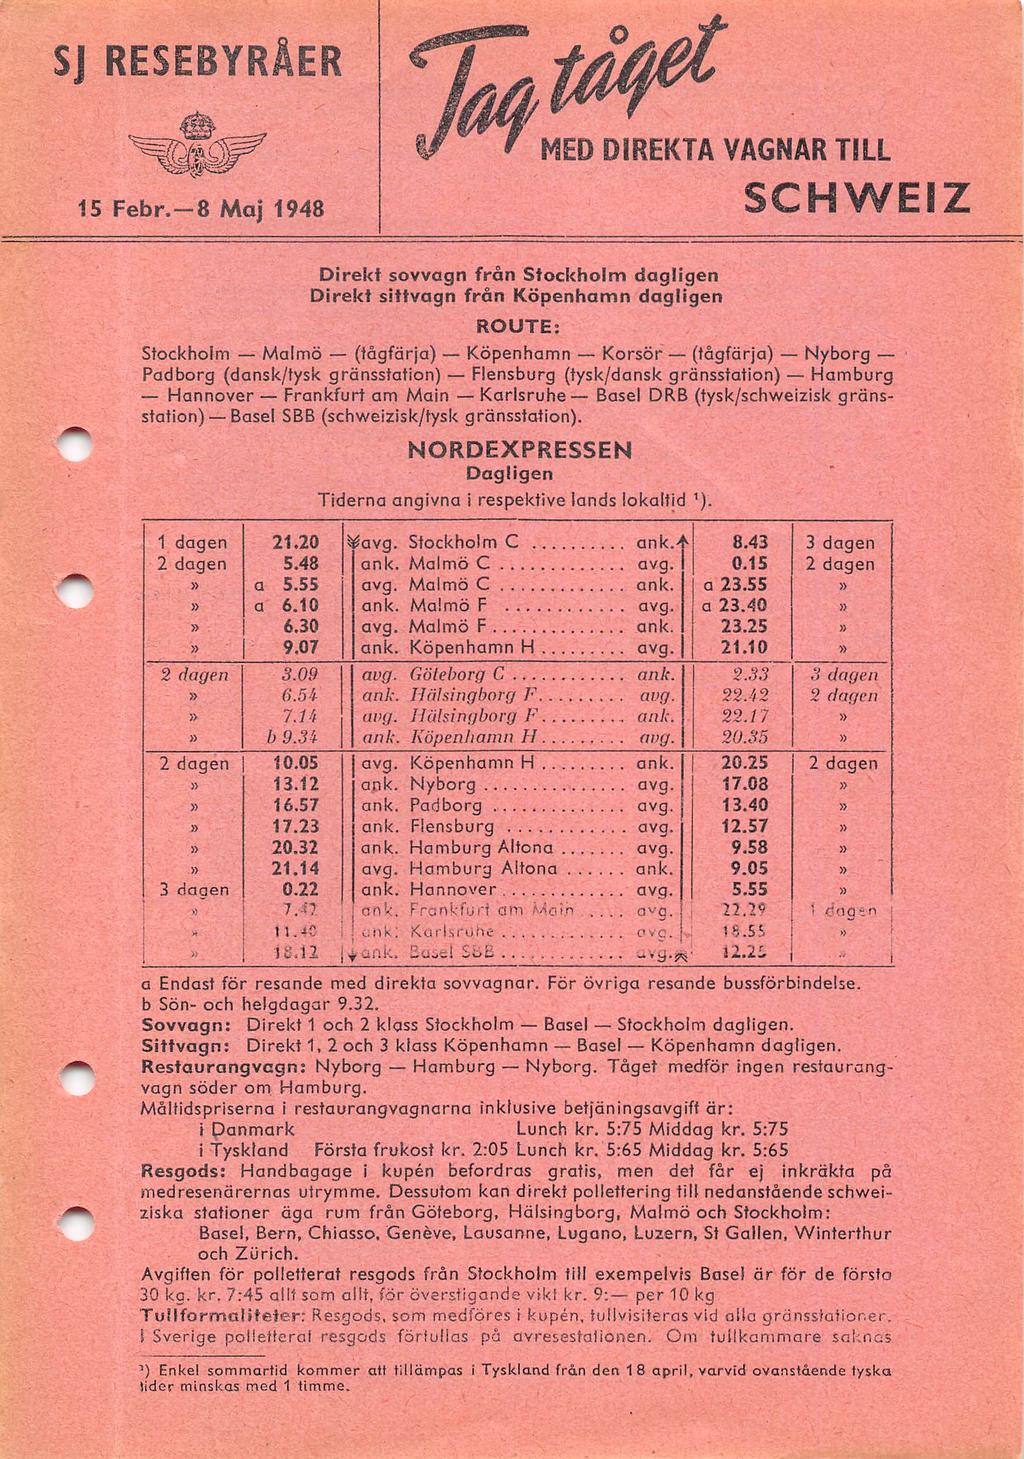 SJ RESEBYRÅER
15 Febr.—8 Maj 1948
Tag tåget
MED DIREKTA VAGNAR TILL
SCHWEIZ
Direkt sovvagn från Stockholm dagligen
Direkt sittvagn från Köpenhamn dagligen
ROUTE:
Stockholm — Malmö — (tågfärja) — Köpenhamn — Korsör — (tågfärja) — Nyborg —
Padborg (dansk/tysk gränsstation) — Flensburg (tysk/dansk gränsstation) — Hamburg
— Hannover — Frankfurt am Main — Karlsruhe — Basel DRB (tysk/schweizisk gräns-
station) — Basel SBB (schweizisk/tysk gränsstation).
NORDEXPRESSEN
Dagligen
Tiderna angivna i respektive lands lokaltid ¹).
1 dagen 21.20 avg. Stockholm C .......... ank. 8.43 3 dagen
2 dagen 5.48 ank. Malmö C ............. avg. 0.15 2 dagen
» a 5.55 avg. Malmö C ............. ank. a 23.55 »
» a 6.10 ank. Malmö F ............ avg. a 23.40 »
» 6.30 avg. Malmö F ............. ank. 23.25 »
» 9.07 ank. Köpenhamn H ......... avg. 21.10 »
2 dagen 3.09 avg. Göteborg C ............ ank. 2.33 3 dagen
» 6.54 ank. Hälsingborg F ......... avg. 22.42 2 dagen
» 7.14 avg. Hälsingborg F ......... ank. 22.17 »
» b 9.34 ank. Köpenhamn H ......... avg. 20.35 »
2 dagen 10.05 avg. Köpenhamn H ......... ank. 20.25 2 dagen
» 13.12 ank. Nyborg ............... avg. 17.08 »
» 16.57 ank. Padborg .............. avg. 13.40 »
» 17.23 ank. Flensburg ............ avg. 12.57 »
» 20.32 ank. Hamburg Altona ....... avg. 9.58 »
» 21.14 avg. Hamburg Altona ...... ank. 9.05 »
3 dagen 0.22 ank. Hannover ............ avg. 5.55 »
» ank. Frankfurt am Main .... avg. 22.29 1 dagen
» 11.40 ank. Karlsruhe ............. avg. 18.55 »
» 18.12 ank. Basel SBB ............. avg. »
a Endast för resande med direkta sovvagnar. För övriga resande bussförbindelse.
b Sön- och helgdagar 9.32.
Sovvagn: Direkt 1 och 2 klass Stockholm — Basel — Stockholm dagligen.
Sittvagn: Direkt 1, 2 och 3 klass Köpenhamn — Basel — Köpenhamn dagligen.
Restaurangvagn: Nyborg — Hamburg — Nyborg. Tåget medför ingen restaurang-
vagn söder om Hamburg.
Måltidspriserna i restaurangvagnarna inklusive betjäningsavgift är:
i Danmark Lunch kr. 5:75 Middag kr. 5:75
i Tyskland Första frukost kr. 2:05 Lunch kr. 5:65 Middag kr. 5:65
Resgods: Handbagage i kupén befordras gratis, men det får ej inkräkta på
medresenärernas utrymme. Dessutom kan direkt pollettering till nedanstående schwei-
ziska stationer äga rum från Göteborg, Hälsingborg, Malmö och Stockholm:
Basel, Bern, Chiasso, Genève, Lausanne, Lugano, Luzern, St Gallen, Winterthur
och Zürich.
Avgiften för polletterat resgods från Stockholm till exempelvis Basel är för de första
30 kg. kr. 7:45 allt som allt, för överstigande vikt kr. 9:— per 10 kg
Tullformaliteter: Resgods, som medföres i kupén, tullvisiteras vid alla gränsstationer.
I Sverige polletterat resgods förtullas på avresestationen. Om tullkammare saknas
¹) Enkel sommartid kommer att tillämpas i Tyskland från den 18 april, varvid ovanstående tyska
tider minskas med 1 timme.